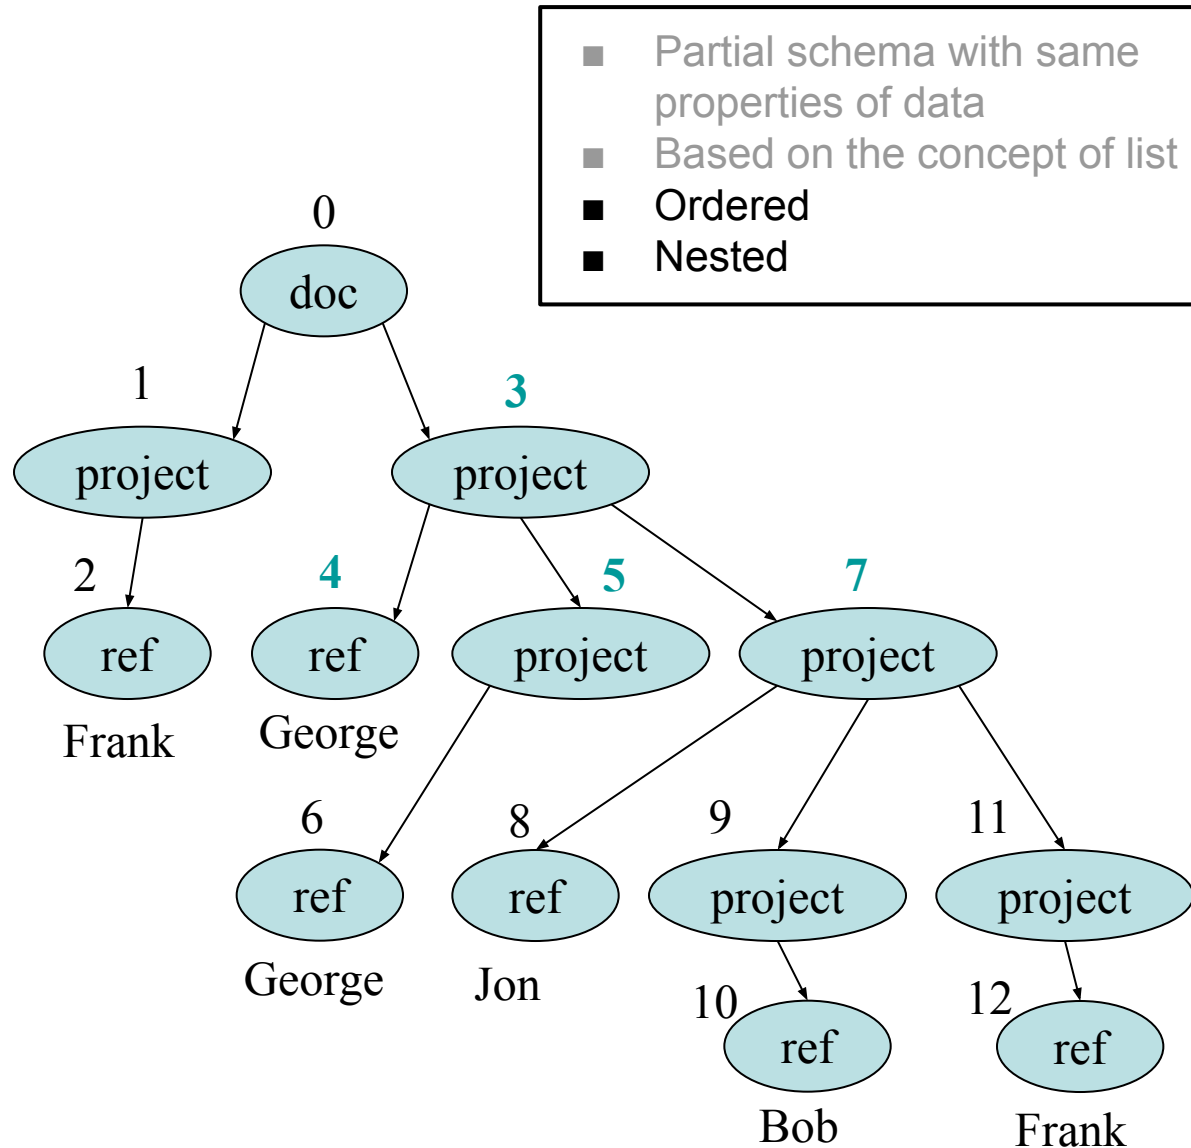 ■ Partial schema with same
properties of data
■ Based on the concept of list
■ Ordered
■ Nested
0
doc
1
3
project
project
2
4
5
7
ref
ref
project
project
Frank
George
6
8
9
11
ref
ref
project
project
George
Jon
10
12
ref
ref
Bob
Frank